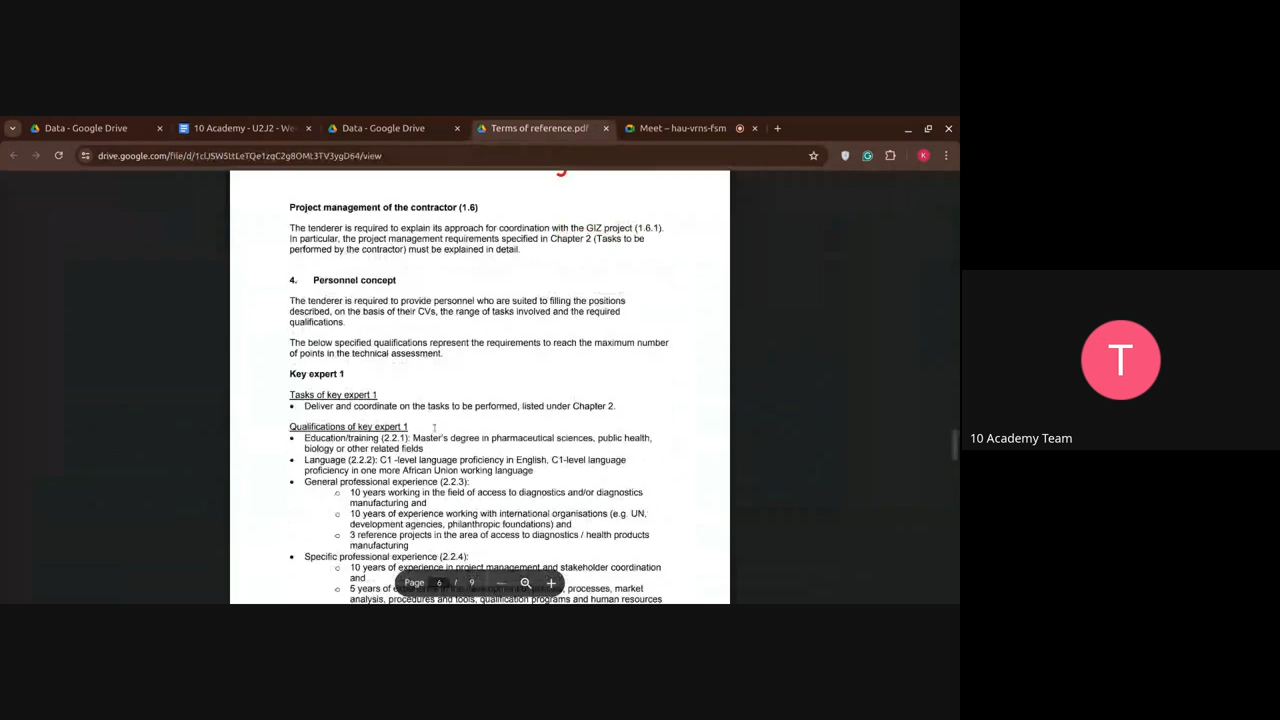 Data - Google Drive
10 Academy - U2J2 - We
Data - Google Drive
Terms of reference.pdf
Meet – hau-vrns-fsm
Project management of the contractor (1.6)
The tenderer is required to explain its approach for coordination with the GIZ project (1.6.1).
In particular, the project management requirements specified in Chapter 2 (Tasks to be
performed by the contractor) must be explained in detail.
4. Personnel concept
The tenderer is required to provide personnel who are suited to filling the positions
described, on the basis of their CVs, the range of tasks involved and the required
qualifications.
The below specified qualifications represent the requirements to reach the maximum number
of points in the technical assessment.
Key expert 1
Tasks of key expert 1
• Deliver and coordinate on the tasks to be performed, listed under Chapter 2.
Qualifications of key expert 1
• Education/training (2.2.1): Master's degree in pharmaceutical sciences, public health,
biology or other related fields
• Language (2.2.2): C1 -level language proficiency in English, C1-level language
proficiency in one more African Union working language
• General professional experience (2.2.3):
○ 10 years working in the field of access to diagnostics and/or diagnostics
manufacturing and
○ 10 years of experience working with international organisations (e.g. UN,
development agencies, philanthropic foundations) and
○ 3 reference projects in the area of access to diagnostics / health products
manufacturing
• Specific professional experience (2.2.4):
○ 10 years of experience in project management and stakeholder coordination
and
○ 5 years of processes, market
analysis, procedures and tools, qualification programs and human resources
Page 6 / 9
K
T
10 Academy Team